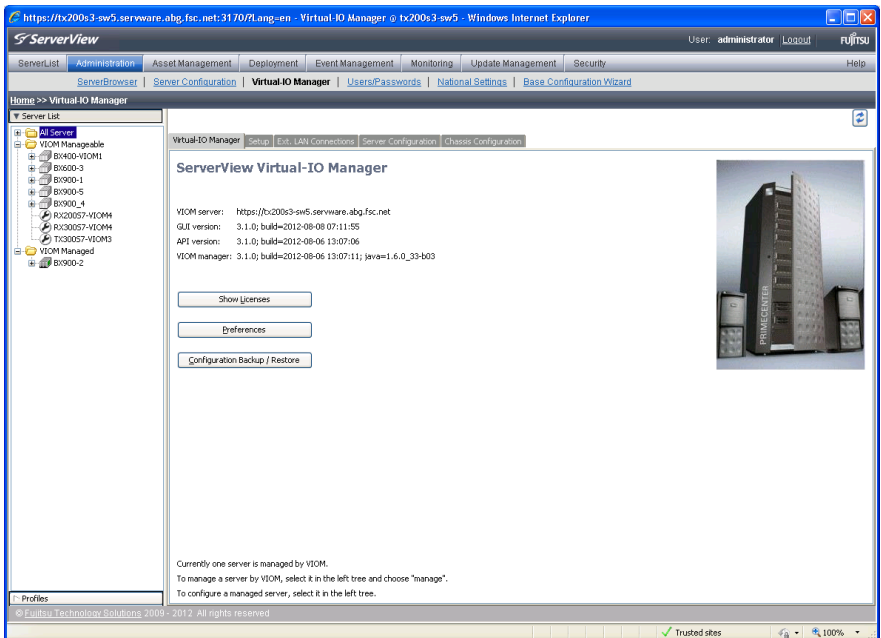 https://tx200s3-sw5.servware.abg.fsc.net:3170/?Lang=en - Virtual-IO Manager @ tx200s3-sw5 - Windows Internet Explorer
ServerView
User: administrator Logout
FUJITSU
ServerList Administration Asset Management Deployment Event Management Monitoring Update Management Security Help
ServerBrowser | Server Configuration | Virtual-IO Manager | Users/Passwords | National Settings | Base Configuration Wizard
Home >> Virtual-IO Manager
Server List
All Server
VIOM Manageable
BX400-VIOM1
BX600-3
BX900-1
BX900-5
BX900_4
RX200S7-VIOM4
RX300S7-VIOM4
TX300S7-VIOM3
VIOM Managed
BX900-2
Profiles
Virtual-IO Manager Setup Ext. LAN Connections Server Configuration Chassis Configuration
ServerView Virtual-IO Manager
VIOM server: https://tx200s3-sw5.servware.abg.fsc.net
GUI version: 3.1.0; build=2012-08-08 07:11:55
API version: 3.1.0; build=2012-08-06 13:07:06
VIOM manager: 3.1.0; build=2012-08-06 13:07:11; java=1.6.0_33-b03
Show Licenses
Preferences
Configuration Backup / Restore
PRIMECENTER
Currently one server is managed by VIOM.
To manage a server by VIOM, select it in the left tree and choose "manage".
To configure a managed server, select it in the left tree.
© Fujitsu Technology Solutions 2009 - 2012 All rights reserved
Trusted sites
100%